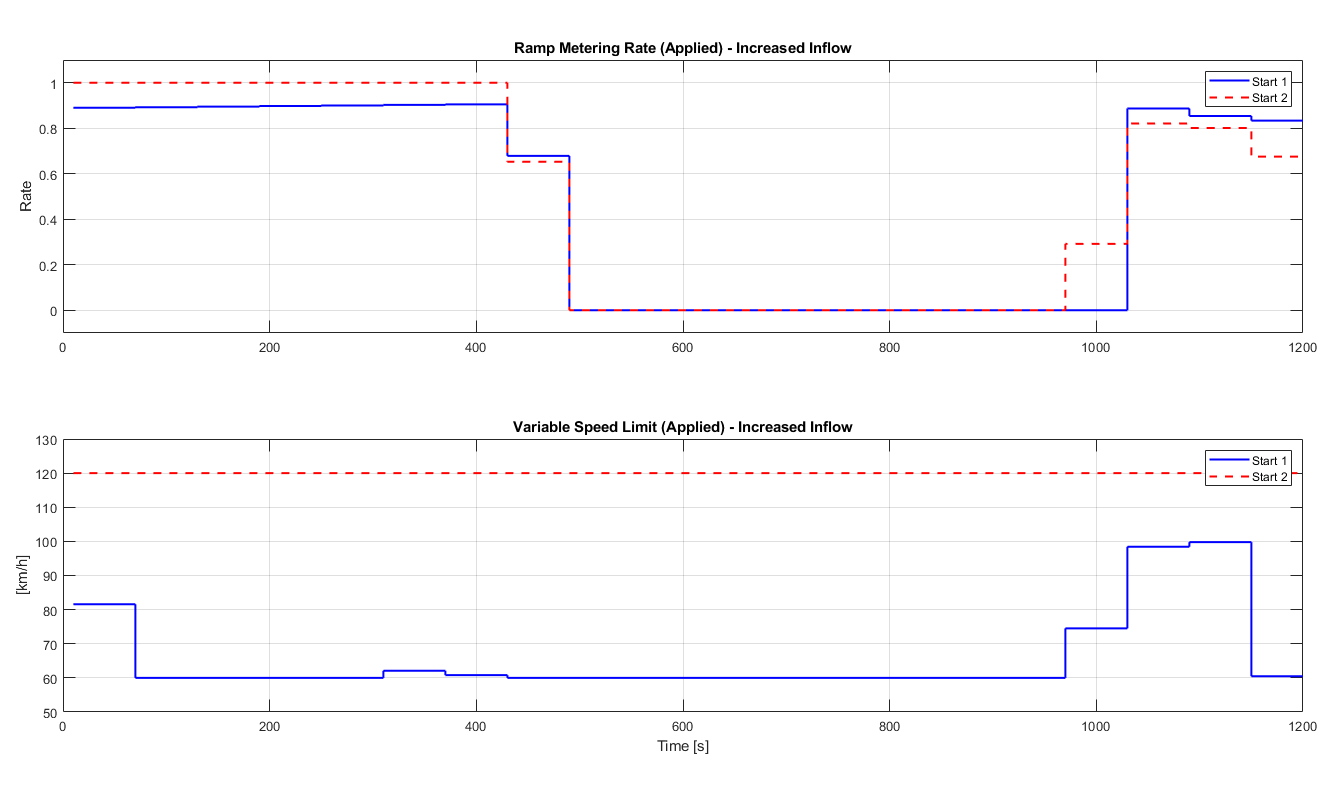 Ramp Metering Rate (Applied) - Increased Inflow
Rate
1
0.8
0.6
0.4
0.2
0
0 200 400 600 800 1000 1200
Start 1
Start 2
Variable Speed Limit (Applied) - Increased Inflow
[km/h]
130
120
110
100
90
80
70
60
50
0 200 400 600 800 1000 1200
Start 1
Start 2
Time [s]